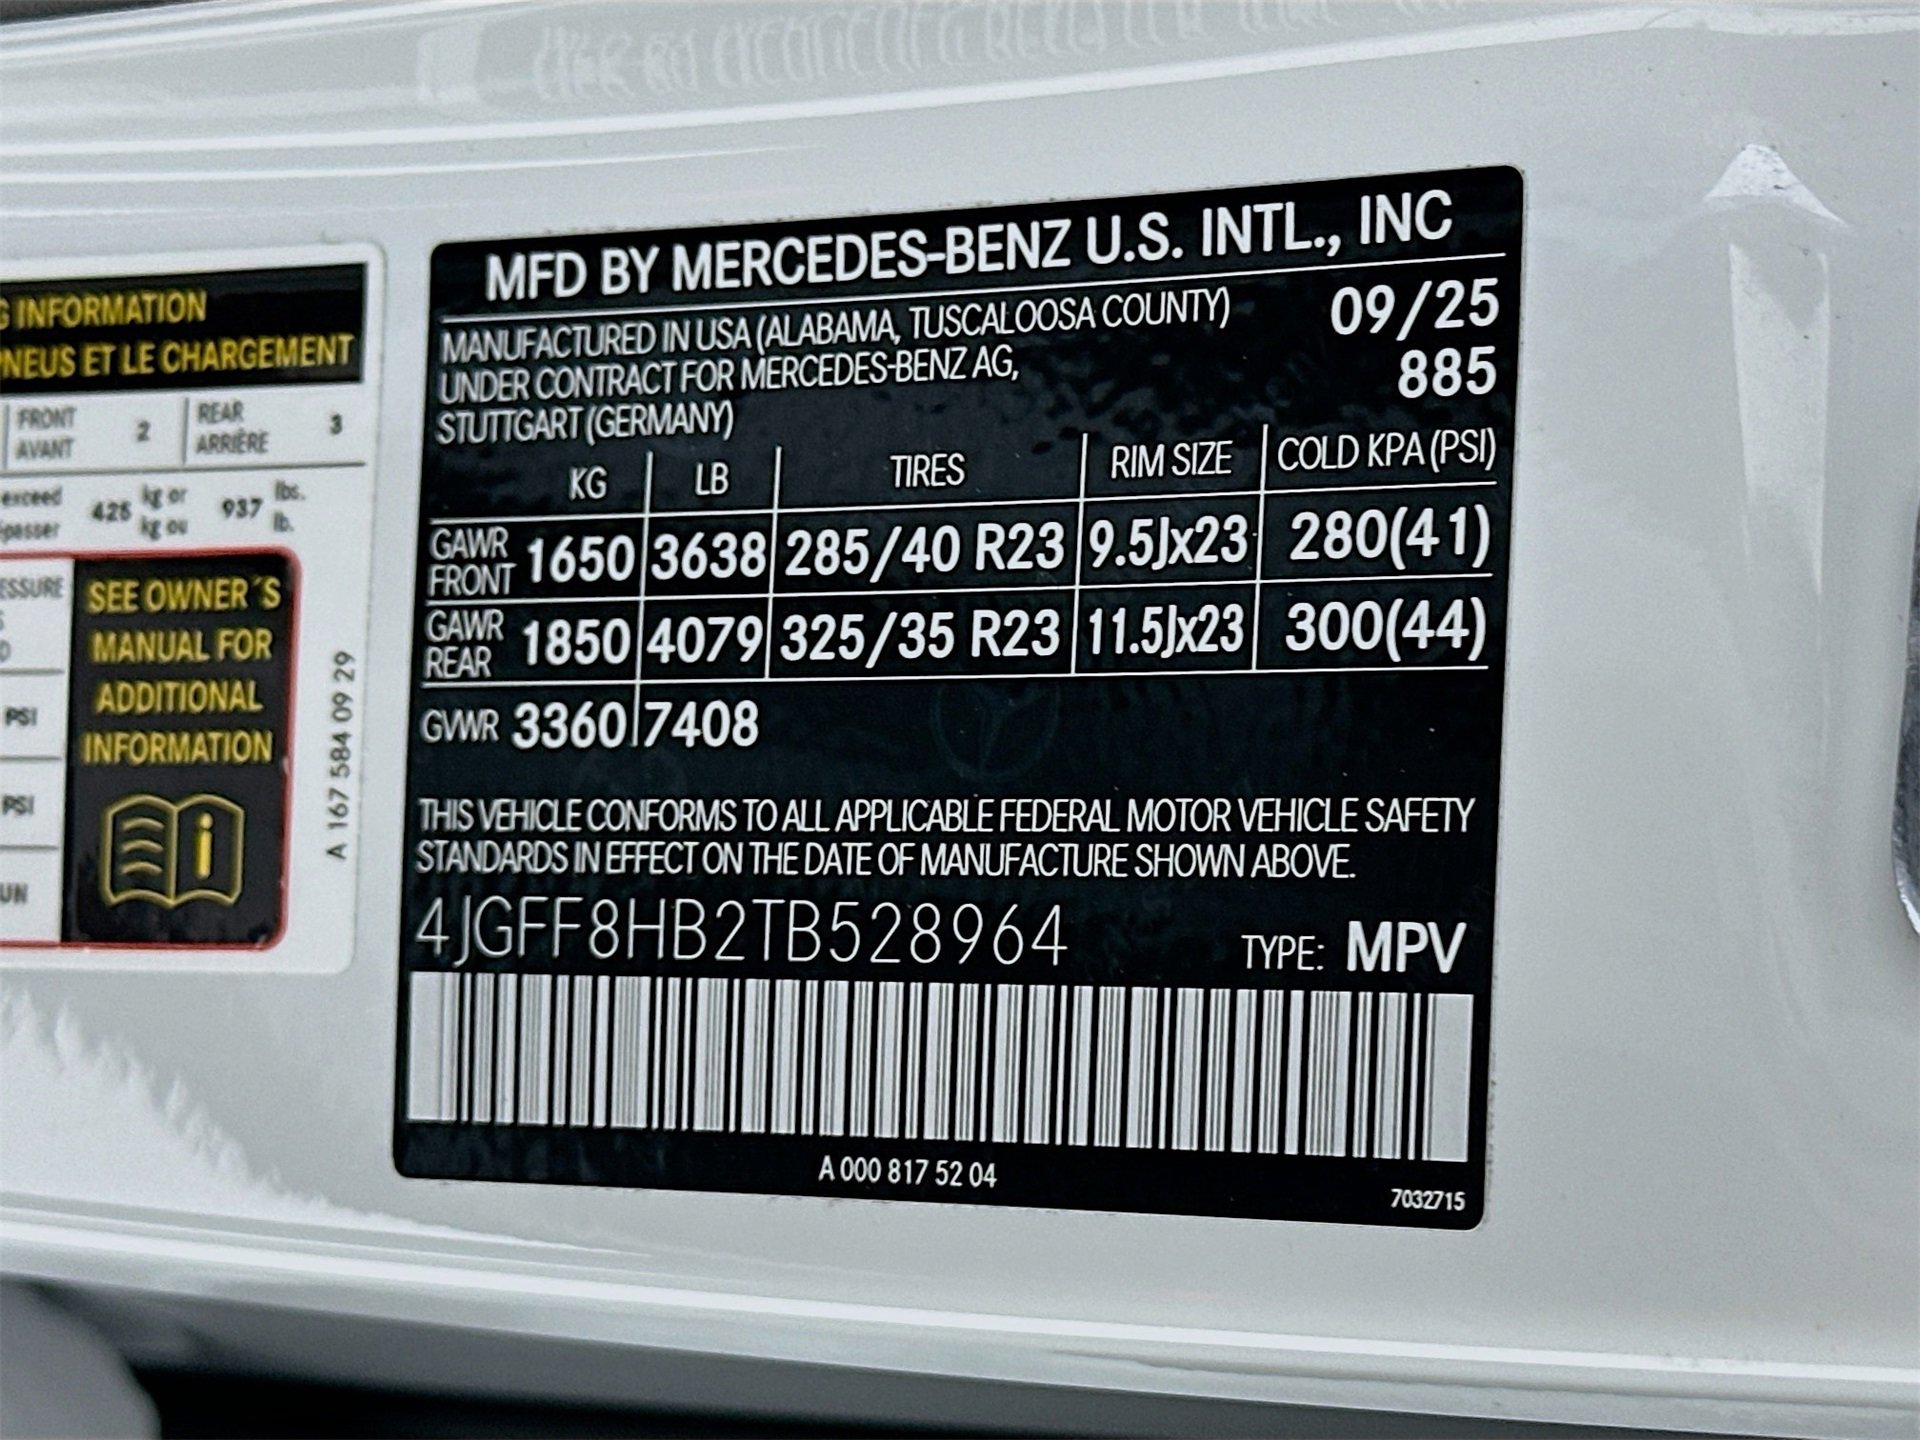 G INFORMATION
PNEUS ET LE CHARGEMENT
FRONT 2 REAR 3
AVANT ARRIÈRE
exceed 425 kg or 937 lbs.
kg ou lb.
SEE OWNER´S
MANUAL FOR
ADDITIONAL
INFORMATION
PSI
PSI
A 167 584 09 29
MFD BY MERCEDES-BENZ U.S. INTL., INC
MANUFACTURED IN USA (ALABAMA, TUSCALOOSA COUNTY) 09/25
UNDER CONTRACT FOR MERCEDES-BENZ AG, 885
STUTTGART (GERMANY)
KG LB TIRES RIM SIZE COLD KPA (PSI)
GAWR FRONT 1650 3638 285/40 R23 9.5Jx23 280(41)
GAWR REAR 1850 4079 325/35 R23 11.5Jx23 300(44)
GVWR 3360 7408
THIS VEHICLE CONFORMS TO ALL APPLICABLE FEDERAL MOTOR VEHICLE SAFETY
STANDARDS IN EFFECT ON THE DATE OF MANUFACTURE SHOWN ABOVE.
4JGFF8HB2TB528964 TYPE: MPV
A 000 817 52 04
7032715